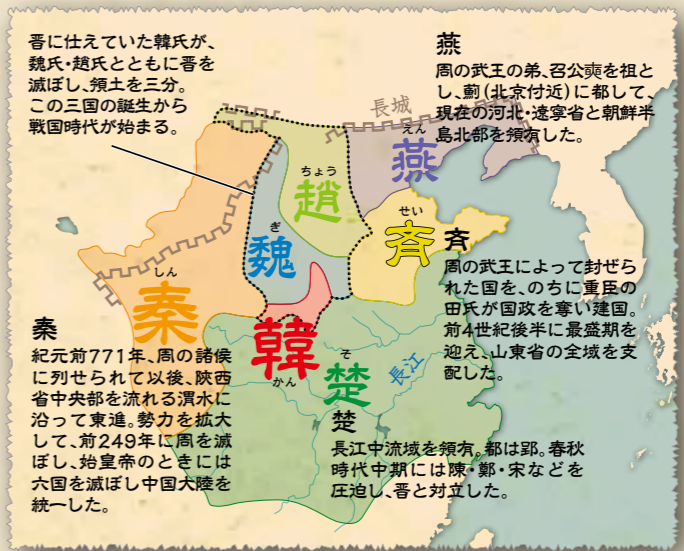 晋に仕えていた韓氏が、
魏氏・趙氏とともに晋を
滅ぼし、領土を三分。
この三国の誕生から
戦国時代が始まる。
燕
周の武王の弟、召公奭を祖と
し、薊(北京付近)に都して、
現在の河北・遼寧省と朝鮮半
島北部を領有した。
長城
えん
燕
ちょう
趙
せい
斉
ぎ
魏
斉
周の武王によって封ぜら
れた国を、のちに重臣の
田氏が国政を奪い建国。
前4世紀後半に最盛期を
迎え、山東省の全域を支
配した。
しん
秦
秦
紀元前771年、周の諸侯
に列せられて以後、陝西
省中央部を流れる渭水に
沿って東進。勢力を拡大
して、前249年に周を滅
ぼし、始皇帝のときには
六国を滅ぼし中国大陸を
統一した。
韓
かん
そ
楚
長江
楚
長江中流域を領有。都は郢。春秋
時代中期には陳・鄭・宋などを
圧迫し、晋と対立した。